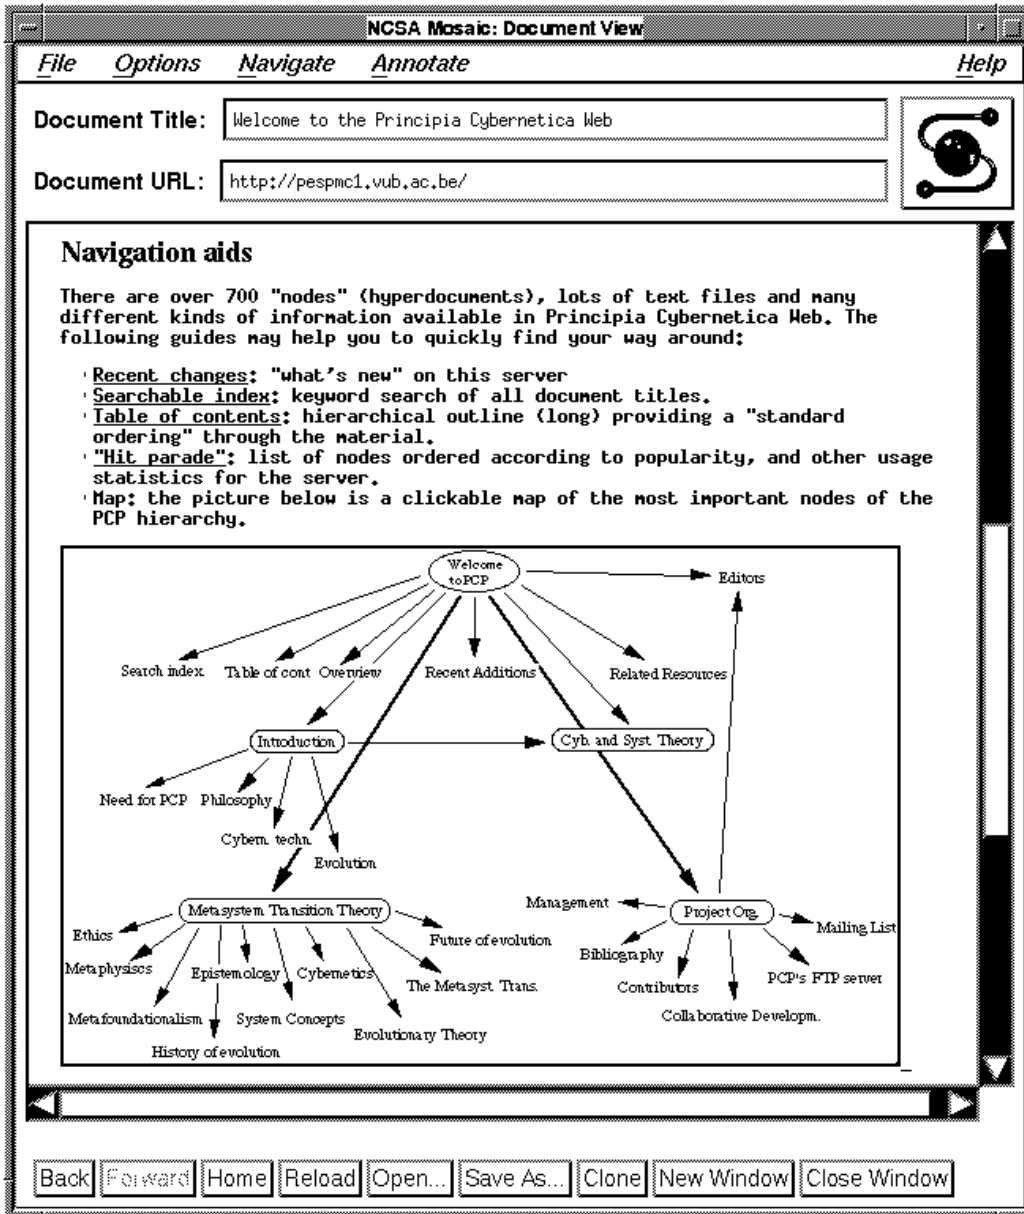 NCSA Mosaic: Document View
File Options Navigate Annotate Help
Document Title: Welcome to the Principia Cybernetica Web
Document URL: http://pespmc1.vub.ac.be/
Navigation aids
There are over 700 "nodes" (hyperdocuments), lots of text files and many
different kinds of information available in Principia Cybernetica Web. The
following guides may help you to quickly find your way around:
Recent changes: "what's new" on this server
Searchable index: keyword search of all document titles.
Table of contents: hierarchical outline (long) providing a "standard
ordering" through the material.
"Hit parade": list of nodes ordered according to popularity, and other usage
statistics for the server.
Map: the picture below is a clickable map of the most important nodes of the
PCP hierarchy.
Welcome
to PCP
Editors
Search index
Table of cont
Overview
Recent Additions
Related Resources
Introduction
Cyb. and Syst. Theory
Need for PCP
Philosophy
Cybern. techn.
Evolution
Metasystem Transition Theory
Management
Project Org.
Mailing List
Ethics
Future of evolution
Bibliography
Metaphysiscs
Epistemology
Cybernetics
The Metasyst. Trans.
Contributors
PCP's FTP server
Metafoundationalism
System Concepts
Evolutionary Theory
Collaborative Developm.
History of evolution
Back Forward Home Reload Open... Save As... Clone New Window Close Window